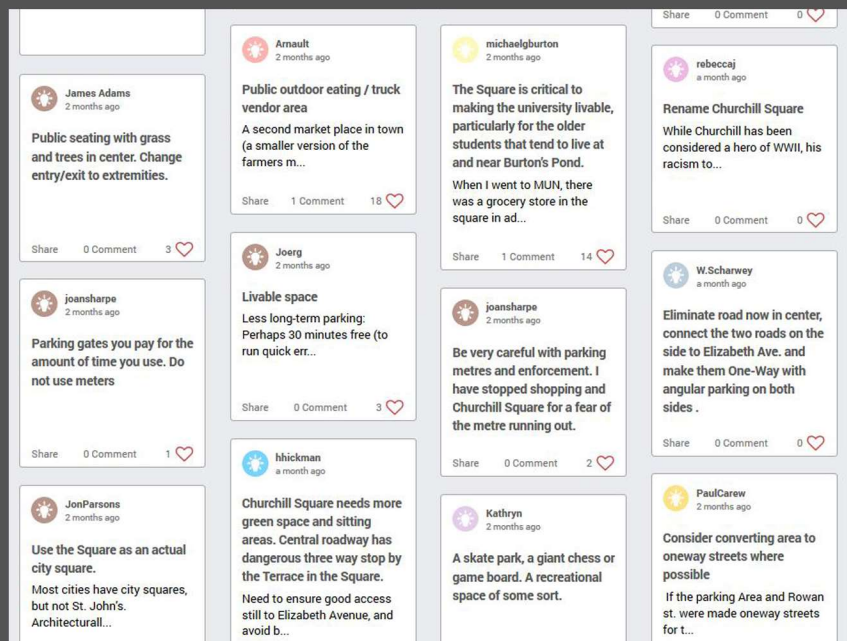 James Adams
2 months ago
Public seating with grass
and trees in center. Change
entry/exit to extremities.
Share 0 Comment 3
joansharpe
2 months ago
Parking gates you pay for the
amount of time you use. Do
not use meters
Share 0 Comment 1
JonParsons
2 months ago
Use the Square as an actual
city square.
Most cities have city squares,
but not St. John's.
Architecturall...
Arnault
2 months ago
Public outdoor eating / truck
vendor area
A second market place in town
(a smaller version of the
farmers m...
Share 1 Comment 18
Joerg
2 months ago
Livable space
Less long-term parking:
Perhaps 30 minutes free (to
run quick err...
Share 0 Comment 3
hhickman
a month ago
Churchill Square needs more
green space and sitting
areas. Central roadway has
dangerous three way stop by
the Terrace in the Square.
Need to ensure good access
still to Elizabeth Avenue, and
avoid b...
michaelgburton
2 months ago
The Square is critical to
making the university livable,
particularly for the older
students that tend to live at
and near Burton's Pond.
When I went to MUN, there
was a grocery store in the
square in ad...
Share 1 Comment 14
joansharpe
2 months ago
Be very careful with parking
metres and enforcement. I
have stopped shopping and
Churchill Square for a fear of
the metre running out.
Share 0 Comment 2
Kathryn
2 months ago
A skate park, a giant chess or
game board. A recreational
space of some sort.
Share 0 Comment 0
rebeccaj
a month ago
Rename Churchill Square
While Churchill has been
considered a hero of WWII, his
racism to...
Share 0 Comment 0
W.Scharwey
a month ago
Eliminate road now in center,
connect the two roads on the
side to Elizabeth Ave. and
make them One-Way with
angular parking on both
sides .
Share 0 Comment 0
PaulCarew
2 months ago
Consider converting area to
oneway streets where
possible
If the parking Area and Rowan
st. were made oneway streets
for t...